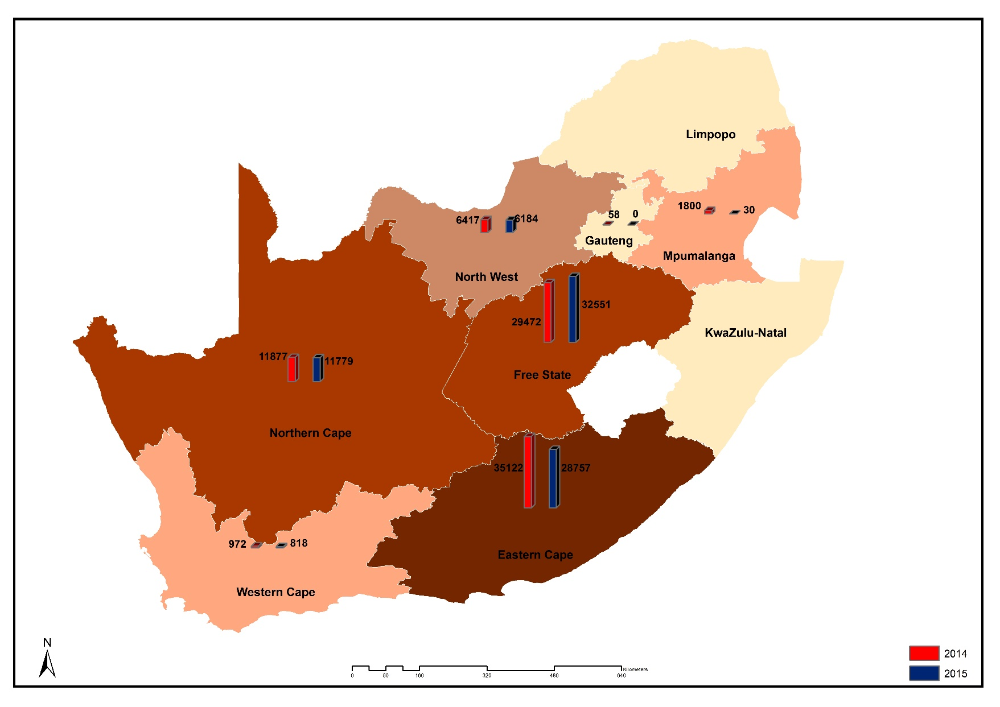 Limpopo
1800
30
58
0
6417
6184
Gauteng
Mpumalanga
North West
32551
29472
KwaZulu-Natal
11877
11779
Free State
Northern Cape
35122
28757
972
818
Eastern Cape
Western Cape
N
2014
Kilometers
2015
0 80 160 320 480 640